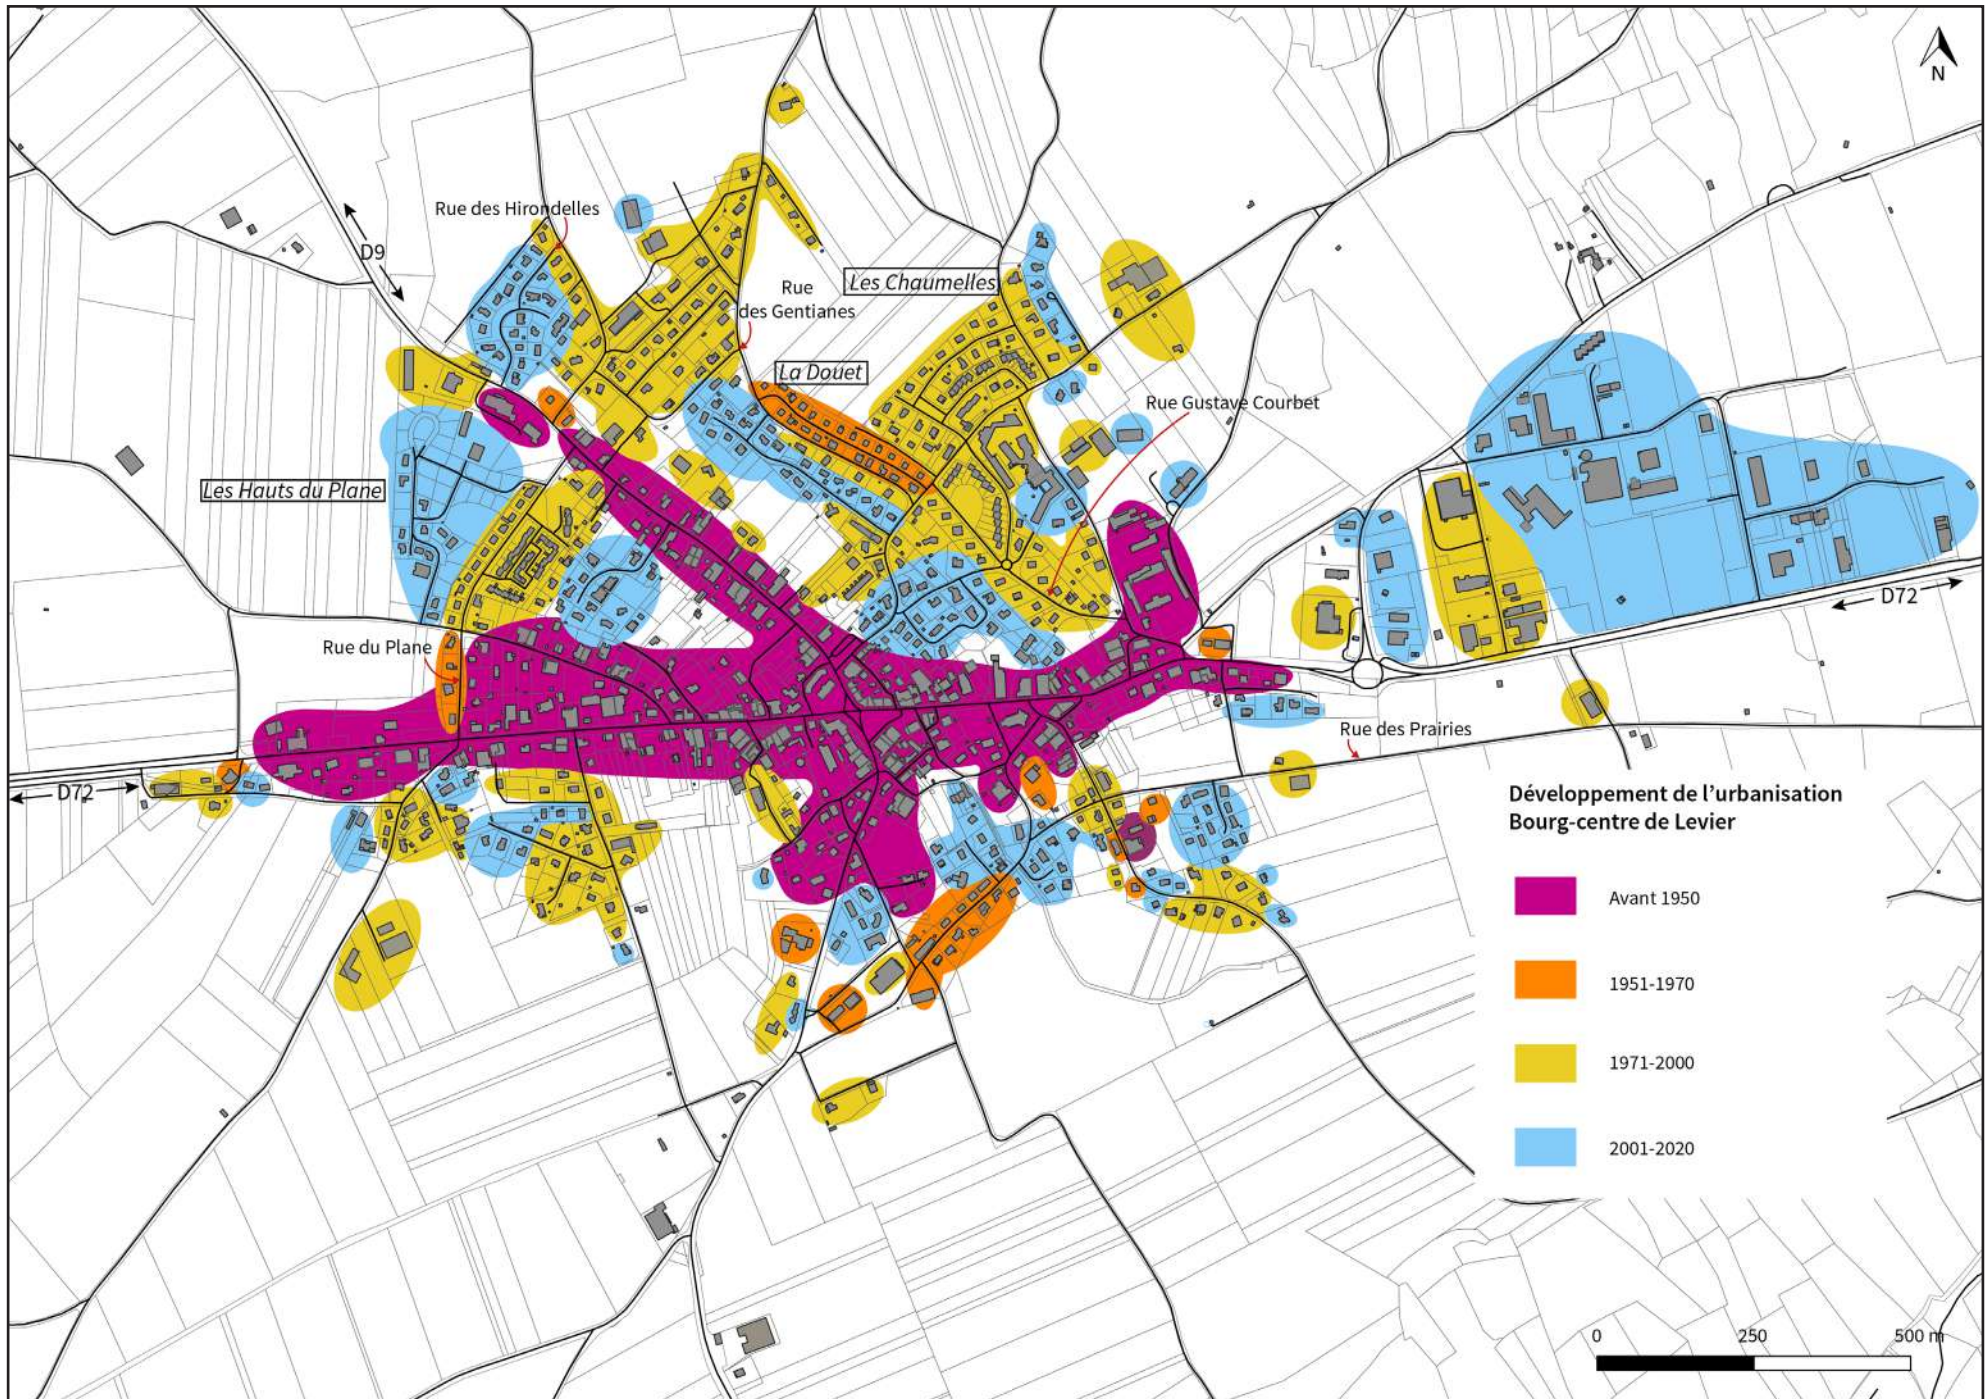 N
Rue des Hirondelles
D9
Les Chaumelles
Rue
des Gentianes
La Douet
Rue Gustave Courbet
Les Hauts du Plane
D72
Rue du Plane
Rue des Prairies
D72
Développement de l'urbanisation
Bourg-centre de Levier
Avant 1950
1951-1970
1971-2000
2001-2020
0 250 500 m